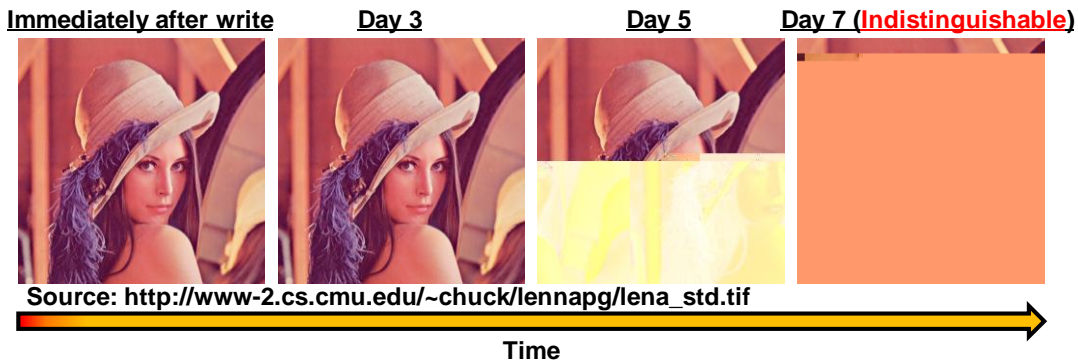 Immediately after write
Day 3
Day 5
Day 7 (Indistinguishable)
Source: http://www-2.cs.cmu.edu/~chuck/lennapg/lena_std.tif
Time